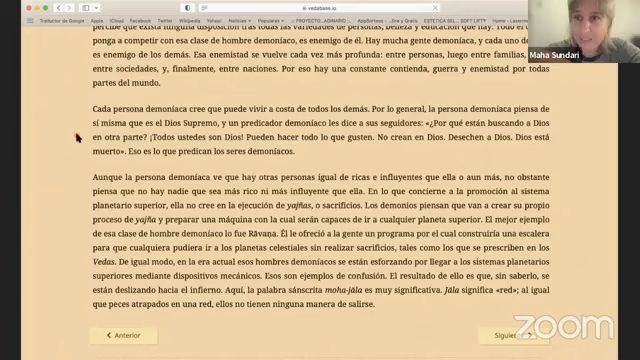 vedabase.io
Traductor de Google Apple iCloud Facebook Twitter Wikipedia Yahoo! Noticias Populares
percibe que existía ninguna disposición tras todas las variedades de personas, belleza y educación que hay. Todo el
ponga a competir con esa clase de hombre demoníaco, es enemigo de él. Hay mucha gente demoníaca, y cada uno de
es enemigo de los demás. Esa enemistad se vuelve cada vez más profunda: entre personas, luego entre familias,
entre sociedades, y, finalmente, entre naciones. Por eso hay una constante contienda, guerra y enemistad por todas
partes del mundo.
Maha Sundari
Cada persona demoníaca cree que puede vivir a costa de todos los demás. Por lo general, la persona demoníaca piensa de
sí misma que es el Dios Supremo, y un predicador demoníaco les dice a sus seguidores: «¿Por qué están buscando a Dios
en otra parte? ¡Todos ustedes son Dios! Pueden hacer todo lo que gusten. No crean en Dios. Desechen a Dios. Dios está
muerto». Eso es lo que predican los seres demoníacos.
Aunque la persona demoníaca ve que hay otras personas igual de ricas e influyentes que ella o aun más, no obstante
piensa que no hay nadie que sea más rico ni más influyente que ella. En lo que concierne a la promoción al sistema
planetario superior, ella no cree en la ejecución de yajñas, o sacrificios. Los demonios piensan que van a crear su propio
proceso de yajña y preparar una máquina con la cual serán capaces de ir a cualquier planeta superior. El mejor ejemplo
de esa clase de hombre demoníaco lo fue Rāvaṇa. Él le ofreció a la gente un programa por el cual construiría una escalera
para que cualquiera pudiera ir a los planetas celestiales sin realizar sacrificios, tales como los que se prescriben en los
Vedas. De igual modo, en la era actual esos hombres demoníacos se están esforzando por llegar a los sistemas planetarios
superiores mediante dispositivos mecánicos. Esos son ejemplos de confusión. El resultado de ello es que, sin saberlo, se
están deslizando hacia el infierno. Aquí, la palabra sánscrita moha-jāla es muy significativa. Jāla significa «red»; al igual
que peces atrapados en una red, ellos no tienen ninguna manera de salirse.
Anterior
Siguiente
zoom